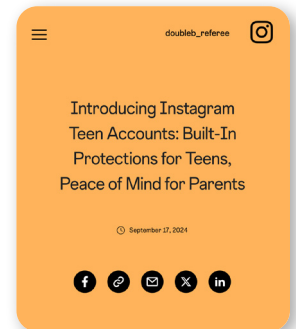 doubleb_referee
Introducing Instagram
Teen Accounts: Built-In
Protections for Teens,
Peace of Mind for Parents
September 17, 2024